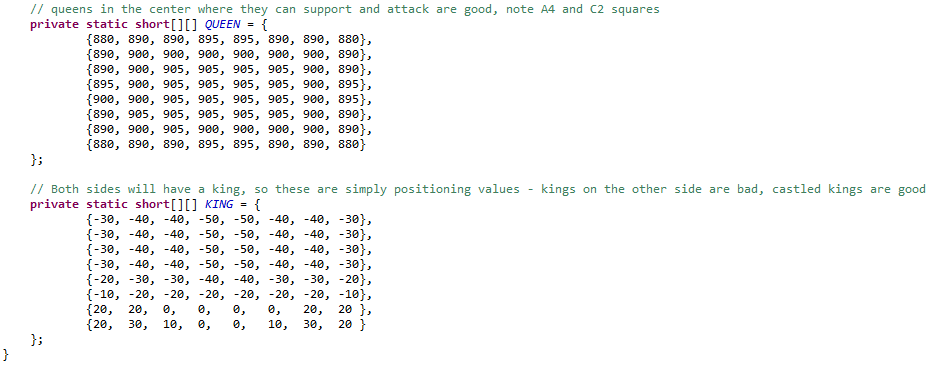 // queens in the center where they can support and attack are good, note A4 and C2 squares
private static short[][] QUEEN = {
{880, 890, 890, 895, 895, 890, 890, 880},
{890, 900, 900, 900, 900, 900, 900, 890},
{890, 900, 905, 905, 905, 905, 900, 890},
{895, 900, 905, 905, 905, 905, 900, 895},
{900, 900, 905, 905, 905, 905, 900, 895},
{890, 905, 905, 905, 905, 905, 900, 890},
{890, 900, 905, 900, 900, 900, 900, 890},
{880, 890, 890, 895, 895, 890, 890, 880}
};
// Both sides will have a king, so these are simply positioning values - kings on the other side are bad, castled kings are good
private static short[][] KING = {
{-30, -40, -40, -50, -50, -40, -40, -30},
{-30, -40, -40, -50, -50, -40, -40, -30},
{-30, -40, -40, -50, -50, -40, -40, -30},
{-30, -40, -40, -50, -50, -40, -40, -30},
{-20, -30, -30, -40, -40, -30, -30, -20},
{-10, -20, -20, -20, -20, -20, -20, -10},
{20, 20, 0, 0, 0, 0, 20, 20 },
{20, 30, 10, 0, 0, 10, 30, 20 }
};
}